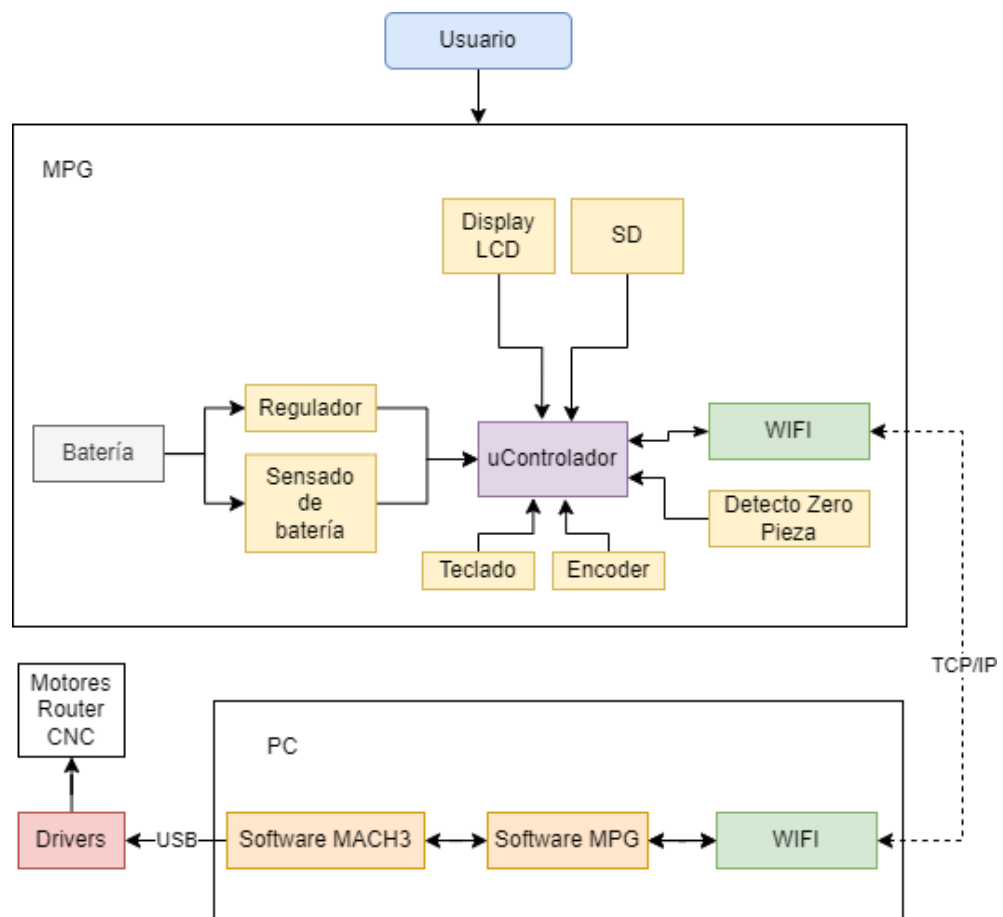 Usuario
MPG
Display
LCD
SD
Regulador
Batería
Sensado
de
batería
uControlador
WIFI
Detecto Zero
Pieza
Teclado
Encoder
TCP/IP
Motores
Router
CNC
PC
Drivers
USB
Software MACH3
Software MPG
WIFI